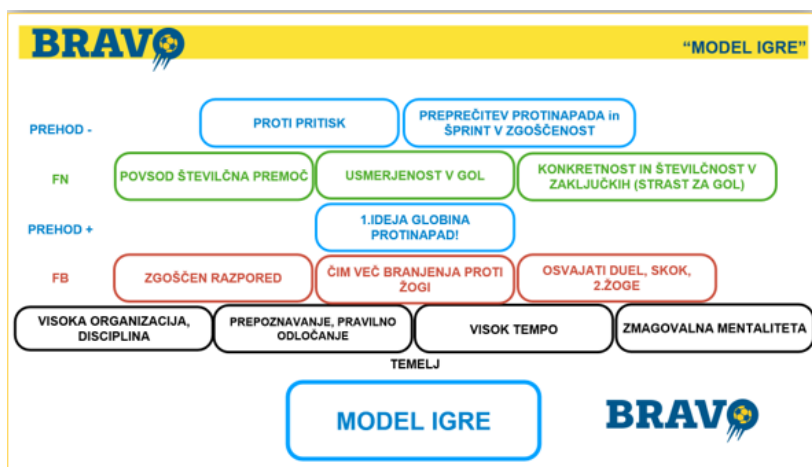 BRAVO
“MODEL IGRE”
PREHOD -
PROTI PRITISK
PREPREČITEV PROTINAPADA in
ŠPRINT V ZGOŠČENOST
FN
POVSOD ŠTEVILČNA PREMOČ
USMERJENOST V GOL
KONKRETNOST IN ŠTEVILČNOST V
ZAKLJUČKIH (STRAST ZA GOL)
PREHOD +
1.IDEJA GLOBINA
PROTINAPAD!
FB
ZGOŠČEN RAZPORED
ČIM VEČ BRANJENJA PROTI
ŽOGI
OSVAJATI DUEL, SKOK,
2.ŽOGE
VISOKA ORGANIZACIJA,
DISCIPLINA
PREPOZNAVANJE, PRAVILNO
ODLOČANJE
VISOK TEMPO
ZMAGOVALNA MENTALITETA
TEMELJ
MODEL IGRE
BRAVO